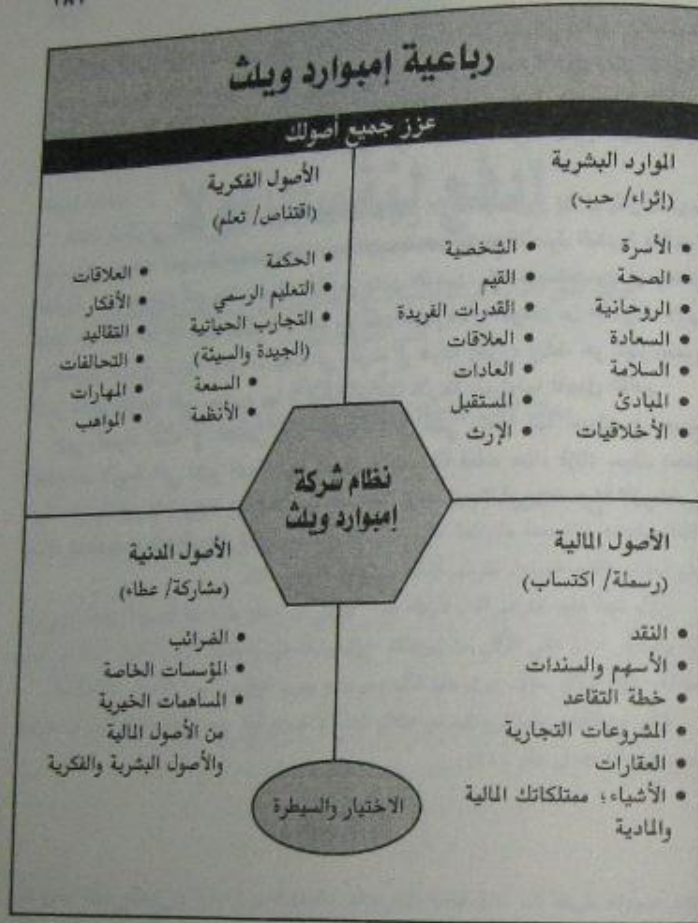 رباعية إمبوارد ويلث
عزز جميع أصولك
الموارد البشرية
(إثراء/ حب)
• الأسرة
• الصحة
• الروحانية
• السعادة
• السلامة
• المبادئ
• الأخلاقيات
• الشخصية
• القيم
• القدرات الفريدة
• العلاقات
• العادات
• المستقبل
• الإرث
الأصول الفكرية
(اقتناص/ تعلم)
• الحكمة
• التعليم الرسمي
• التجارب الحياتية
(الجيدة والسيئة)
• السمعة
• الأنظمة
• العلاقات
• الأفكار
• التقاليد
• التحالفات
• المهارات
• المواهب
نظام شركة
إمبوارد ويلث
الأصول المالية
(رسملة/ اكتساب)
• النقد
• الأسهم والسندات
• خطة التقاعد
• المشروعات التجارية
• العقارات
• الأشياء؛ ممتلكاتك المالية
والمادية
الأصول المدنية
(مشاركة/ عطاء)
• الضرائب
• المؤسسات الخاصة
• المساهمات الخيرية
من الأصول المالية
والأصول البشرية والفكرية
الاختيار والسيطرة